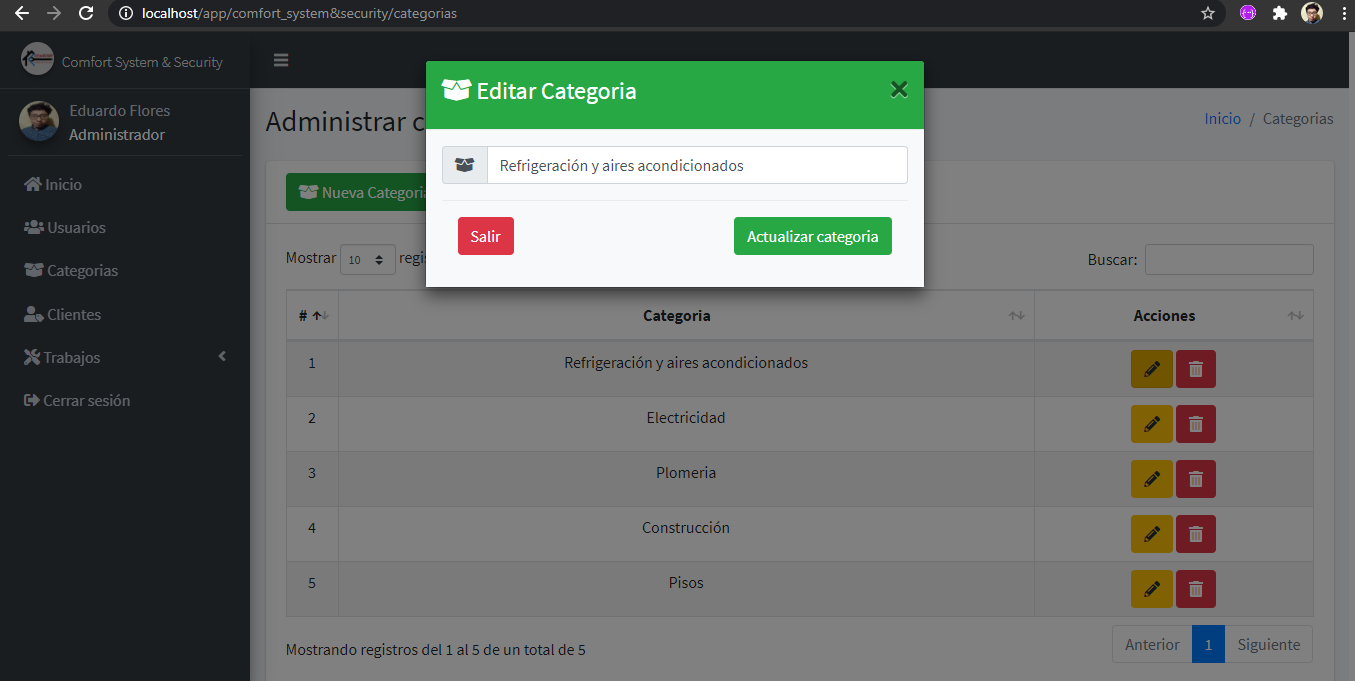 localhost/app/comfort_system&security/categorias
Comfort System & Security
Eduardo Flores
Administrador
Inicio
Usuarios
Categorias
Clientes
Trabajos
Cerrar sesión
Administrar c
Inicio / Categorias
Nueva Categoria
Editar Categoria
Refrigeración y aires acondicionados
Salir
Actualizar categoria
Mostrar 10 regis
Buscar:
# Categoria Acciones
1 Refrigeración y aires acondicionados
2 Electricidad
3 Plomeria
4 Construcción
5 Pisos
Mostrando registros del 1 al 5 de un total de 5
Anterior 1 Siguiente